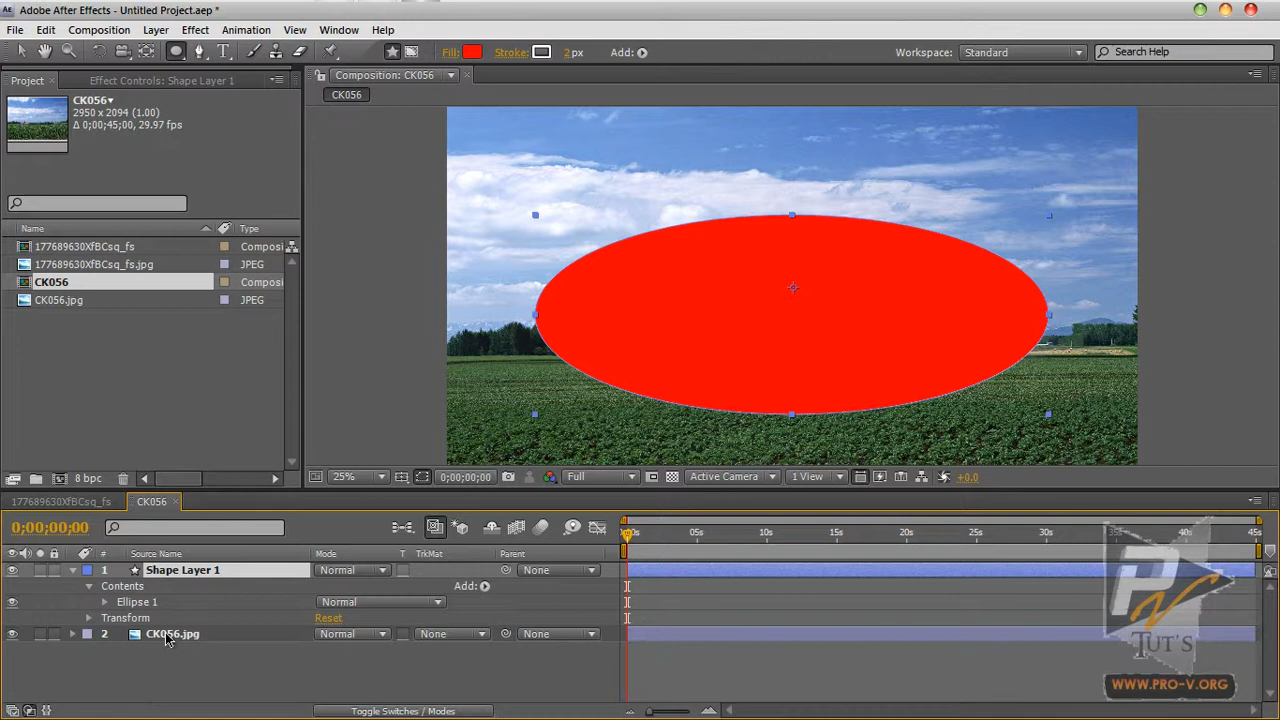 Ae Adobe After Effects - Untitled Project.aep *
File Edit Composition Layer Effect Animation View Window Help
T Fill: Stroke: 2 px Add: Workspace: Standard Search Help
Project Effect Controls: Shape Layer 1 Composition: CK056
CK056
CK056▾
2950 x 2094 (1.00)
Δ 0;00;45;00, 29.97 fps
Name Type
177689630XfBCsq_fs Composi
177689630XfBCsq_fs.jpg JPEG
CK056 Composi
CK056.jpg JPEG
8 bpc 25% 0;00;00;00 Full Active Camera 1 View +0.0
177689630XfBCsq_fs CK056
0;00;00;00
# Source Name Mode T TrkMat Parent
00s 5s 10s 15s 20s 25s 30s 35s 40s 45s
1 Shape Layer 1 Normal None
Contents Add:
Ellipse 1 Normal
Transform Reset
2 CK056.jpg Normal None None
Toggle Switches / Modes
PV
TUT'S
WWW.PRO-V.ORG